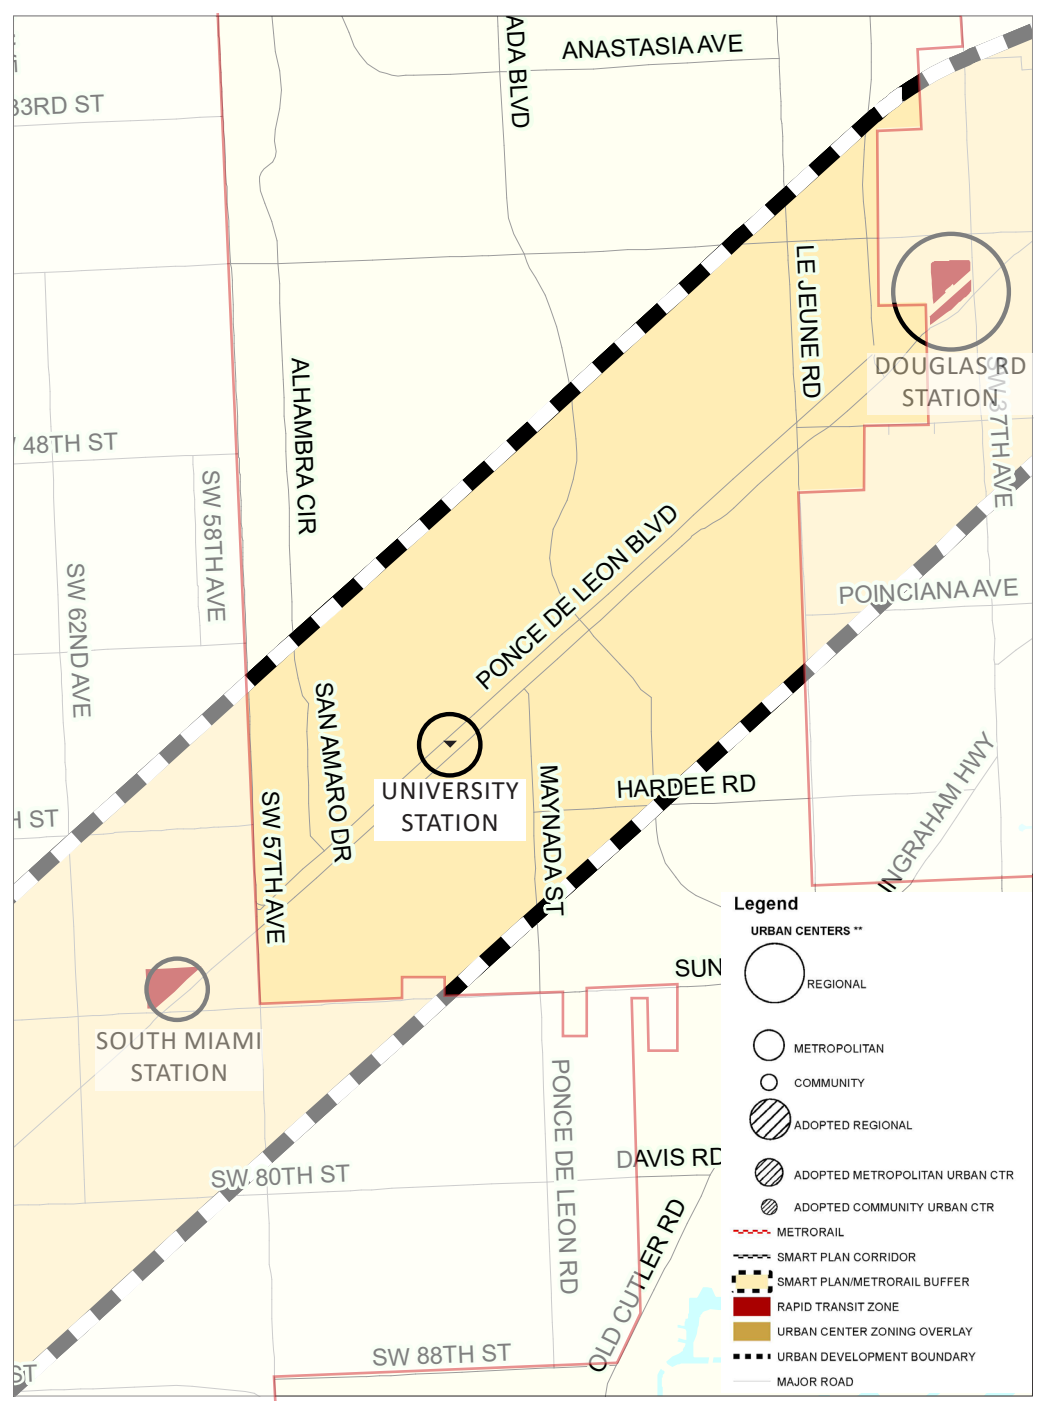 ADA BLVD
ANASTASIA AVE
33RD ST
LE JEUNE RD
ALHAMBRA CIR
DOUGLAS RD
STATION
SW 37TH AVE
48TH ST
SW 58TH AVE
PONCE DE LEON BLVD
SW 62ND AVE
POINCIANA AVE
SAN AMARO DR
UNIVERSITY
STATION
MAYNADA ST
HARDEE RD
INGRAHAM HWY
H ST
SW 57TH AVE
SUN
SOUTH MIAMI
STATION
PONCE DE LEON RD
DAVIS RD
SW 80TH ST
OLD CUTLER RD
SW 88TH ST
ST
Legend
URBAN CENTERS **
REGIONAL
METROPOLITAN
COMMUNITY
ADOPTED REGIONAL
ADOPTED METROPOLITAN URBAN CTR
ADOPTED COMMUNITY URBAN CTR
METRORAIL
SMART PLAN CORRIDOR
SMART PLAN/METRORAIL BUFFER
RAPID TRANSIT ZONE
URBAN CENTER ZONING OVERLAY
URBAN DEVELOPMENT BOUNDARY
MAJOR ROAD